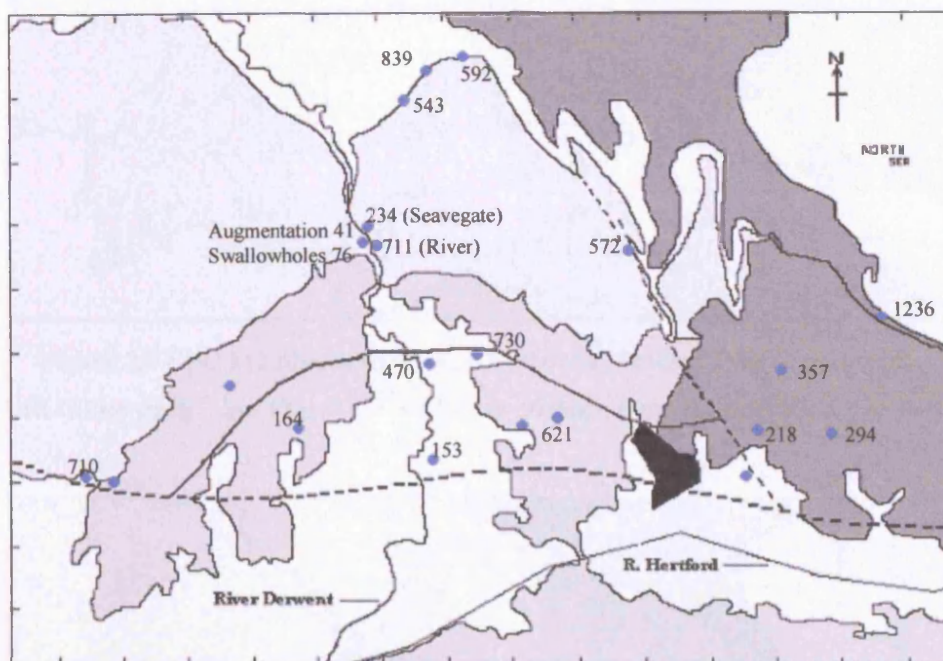 839
592
543
N
NORTH
SEA
234 (Seavegate)
Augmentation 41
711 (River)
Swallowholes 76
572
1236
730
470
357
164
621
218
294
153
710
R. Hertford
River Derwent